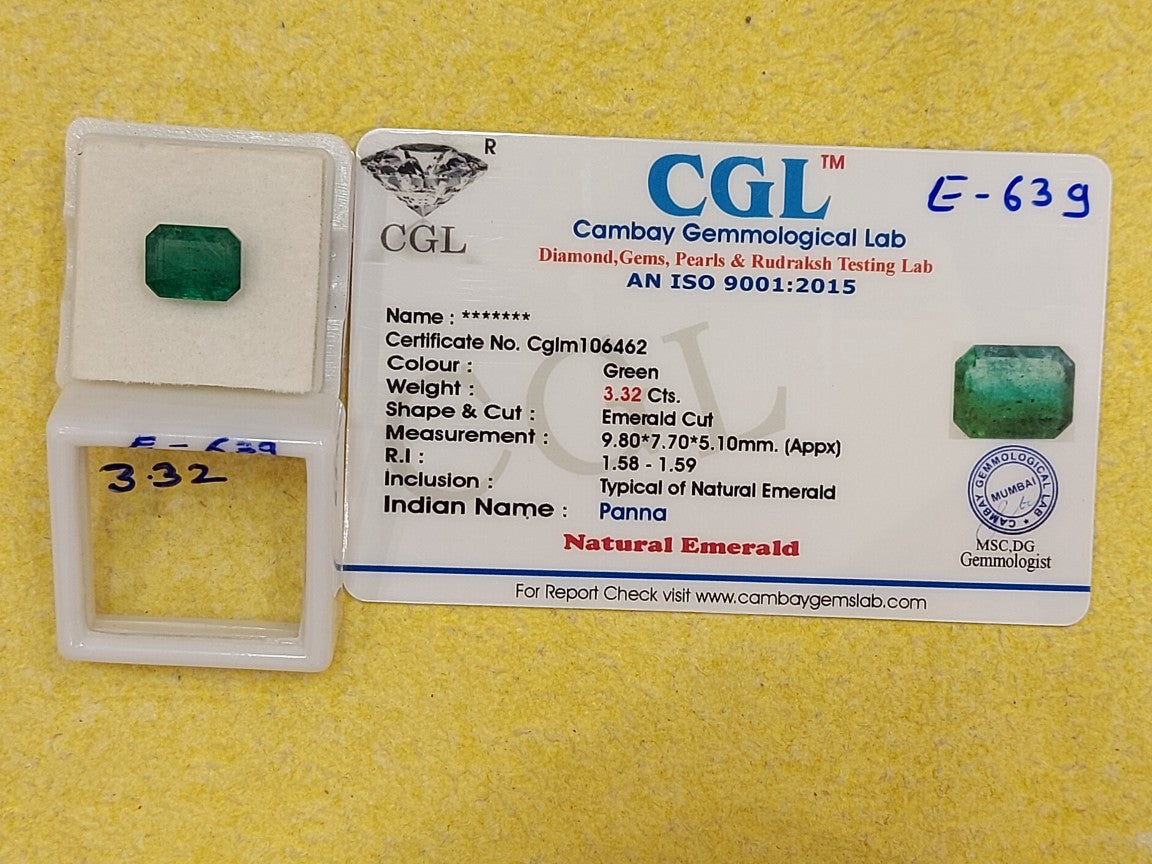 R
CGL
CGL™
E-639
Cambay Gemmological Lab
Diamond,Gems, Pearls & Rudraksh Testing Lab
AN ISO 9001:2015
Name : *******
Certificate No. Cglm106462
Colour : Green
Weight : 3.32 Cts.
Shape & Cut : Emerald Cut
Measurement : 9.80*7.70*5.10mm. (Appx)
R.I : 1.58 - 1.59
Inclusion : Typical of Natural Emerald
Indian Name : Panna
Natural Emerald
CAMBAY GEMMOLOGICAL LAB
MUMBAI
MSC,DG
Gemmologist
For Report Check visit www.cambaygemslab.com
E-639
3.32
CGL